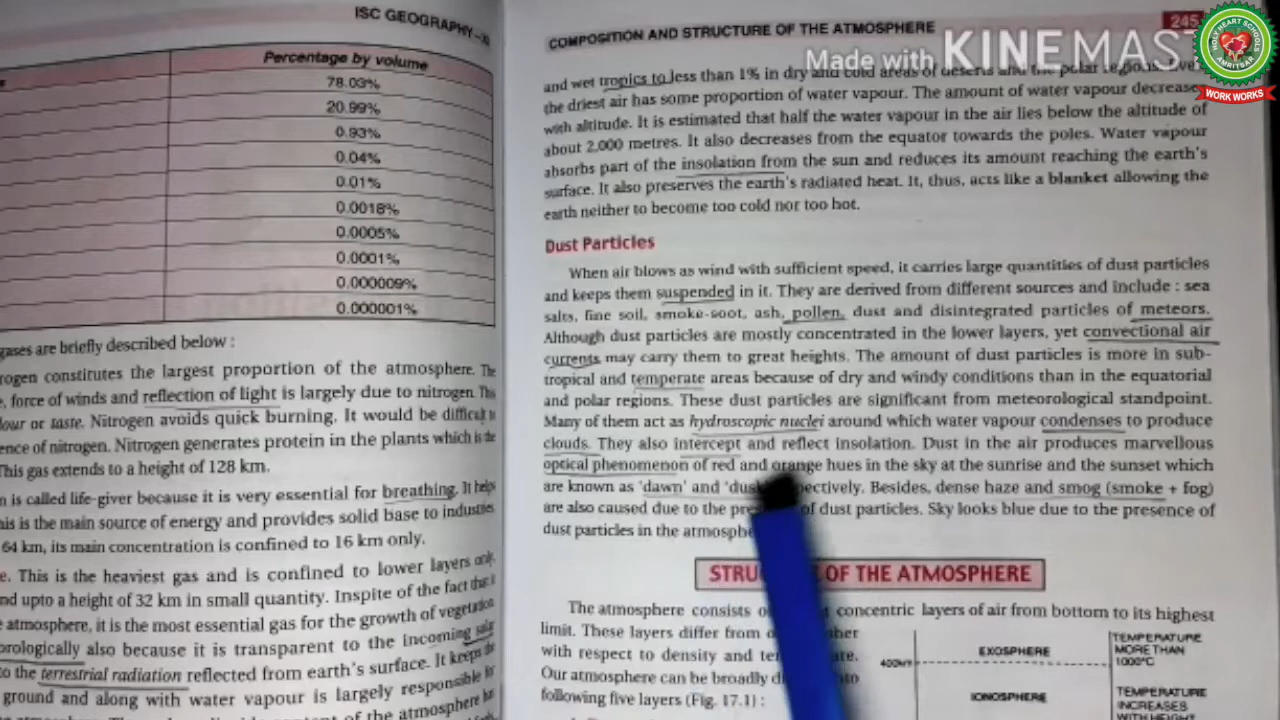 ISC GEOGRAPHY
Percentage by volume
78.03%
20.99%
0.93%
0.04%
0.01%
0.0018%
0.0005%
0.0001%
0.000009%
0.000001%
gases are briefly described below :
rogen constitutes the largest proportion of the atmosphere. The
, force of winds and reflection of light is largely due to nitrogen. This
lour or taste. Nitrogen avoids quick burning. It would be difficult to
ence of nitrogen. Nitrogen generates protein in the plants which is the
This gas extends to a height of 128 km.
n is called life-giver because it is very essential for breathing. It helps
his is the main source of energy and provides solid base to industries
64 km, its main concentration is confined to 16 km only.
e. This is the heaviest gas and is confined to lower layers only
nd upto a height of 32 km in small quantity. Inspite of the fact that it
e atmosphere, it is the most essential gas for the growth of vegetation
orologically also because it is transparent to the incoming solar
to the terrestrial radiation reflected from earth's surface. It keeps the
ground and along with water vapour is largely responsible for
COMPOSITION AND STRUCTURE OF THE ATMOSPHERE
245
Made with KINEMAS
HOLY HEART SCHOOLS
AMRITSAR
WORK WORKS
and wet tropics to less than 1% in dry and cold areas of deserts and the polar regions.
the driest air has some proportion of water vapour. The amount of water vapour decreases
with altitude. It is estimated that half the water vapour in the air lies below the altitude of
about 2,000 metres. It also decreases from the equator towards the poles. Water vapour
absorbs part of the insolation from the sun and reduces its amount reaching the earth's
surface. It also preserves the earth's radiated heat. It, thus, acts like a blanket allowing the
earth neither to become too cold nor too hot.
Dust Particles
When air blows as wind with sufficient speed, it carries large quantities of dust particles
and keeps them suspended in it. They are derived from different sources and include : sea
salts, fine soil, smoke-soot, ash, pollen, dust and disintegrated particles of meteors.
Although dust particles are mostly concentrated in the lower layers, yet convectional air
currents may carry them to great heights. The amount of dust particles is more in sub-
tropical and temperate areas because of dry and windy conditions than in the equatorial
and polar regions. These dust particles are significant from meteorological standpoint.
Many of them act as hydroscopic nuclei around which water vapour condenses to produce
clouds. They also intercept and reflect insolation. Dust in the air produces marvellous
optical phenomenon of red and orange hues in the sky at the sunrise and the sunset which
are known as 'dawn' and 'dus pectively. Besides, dense haze and smog (smoke + fog)
are also caused due to the pre of dust particles. Sky looks blue due to the presence of
dust particles in the atmosphe
STRU OF THE ATMOSPHERE
The atmosphere consists o concentric layers of air from bottom to its highest
limit. These layers differ from o her
with respect to density and te ate.
Our atmosphere can be broadly d nto
following five layers (Fig. 17.1) :
400KM
EXOSPHERE
IONOSPHERE
TEMPERATURE
MORE THAN
1000°C
TEMPERATURE
INCREASES
WITH HEIGHT